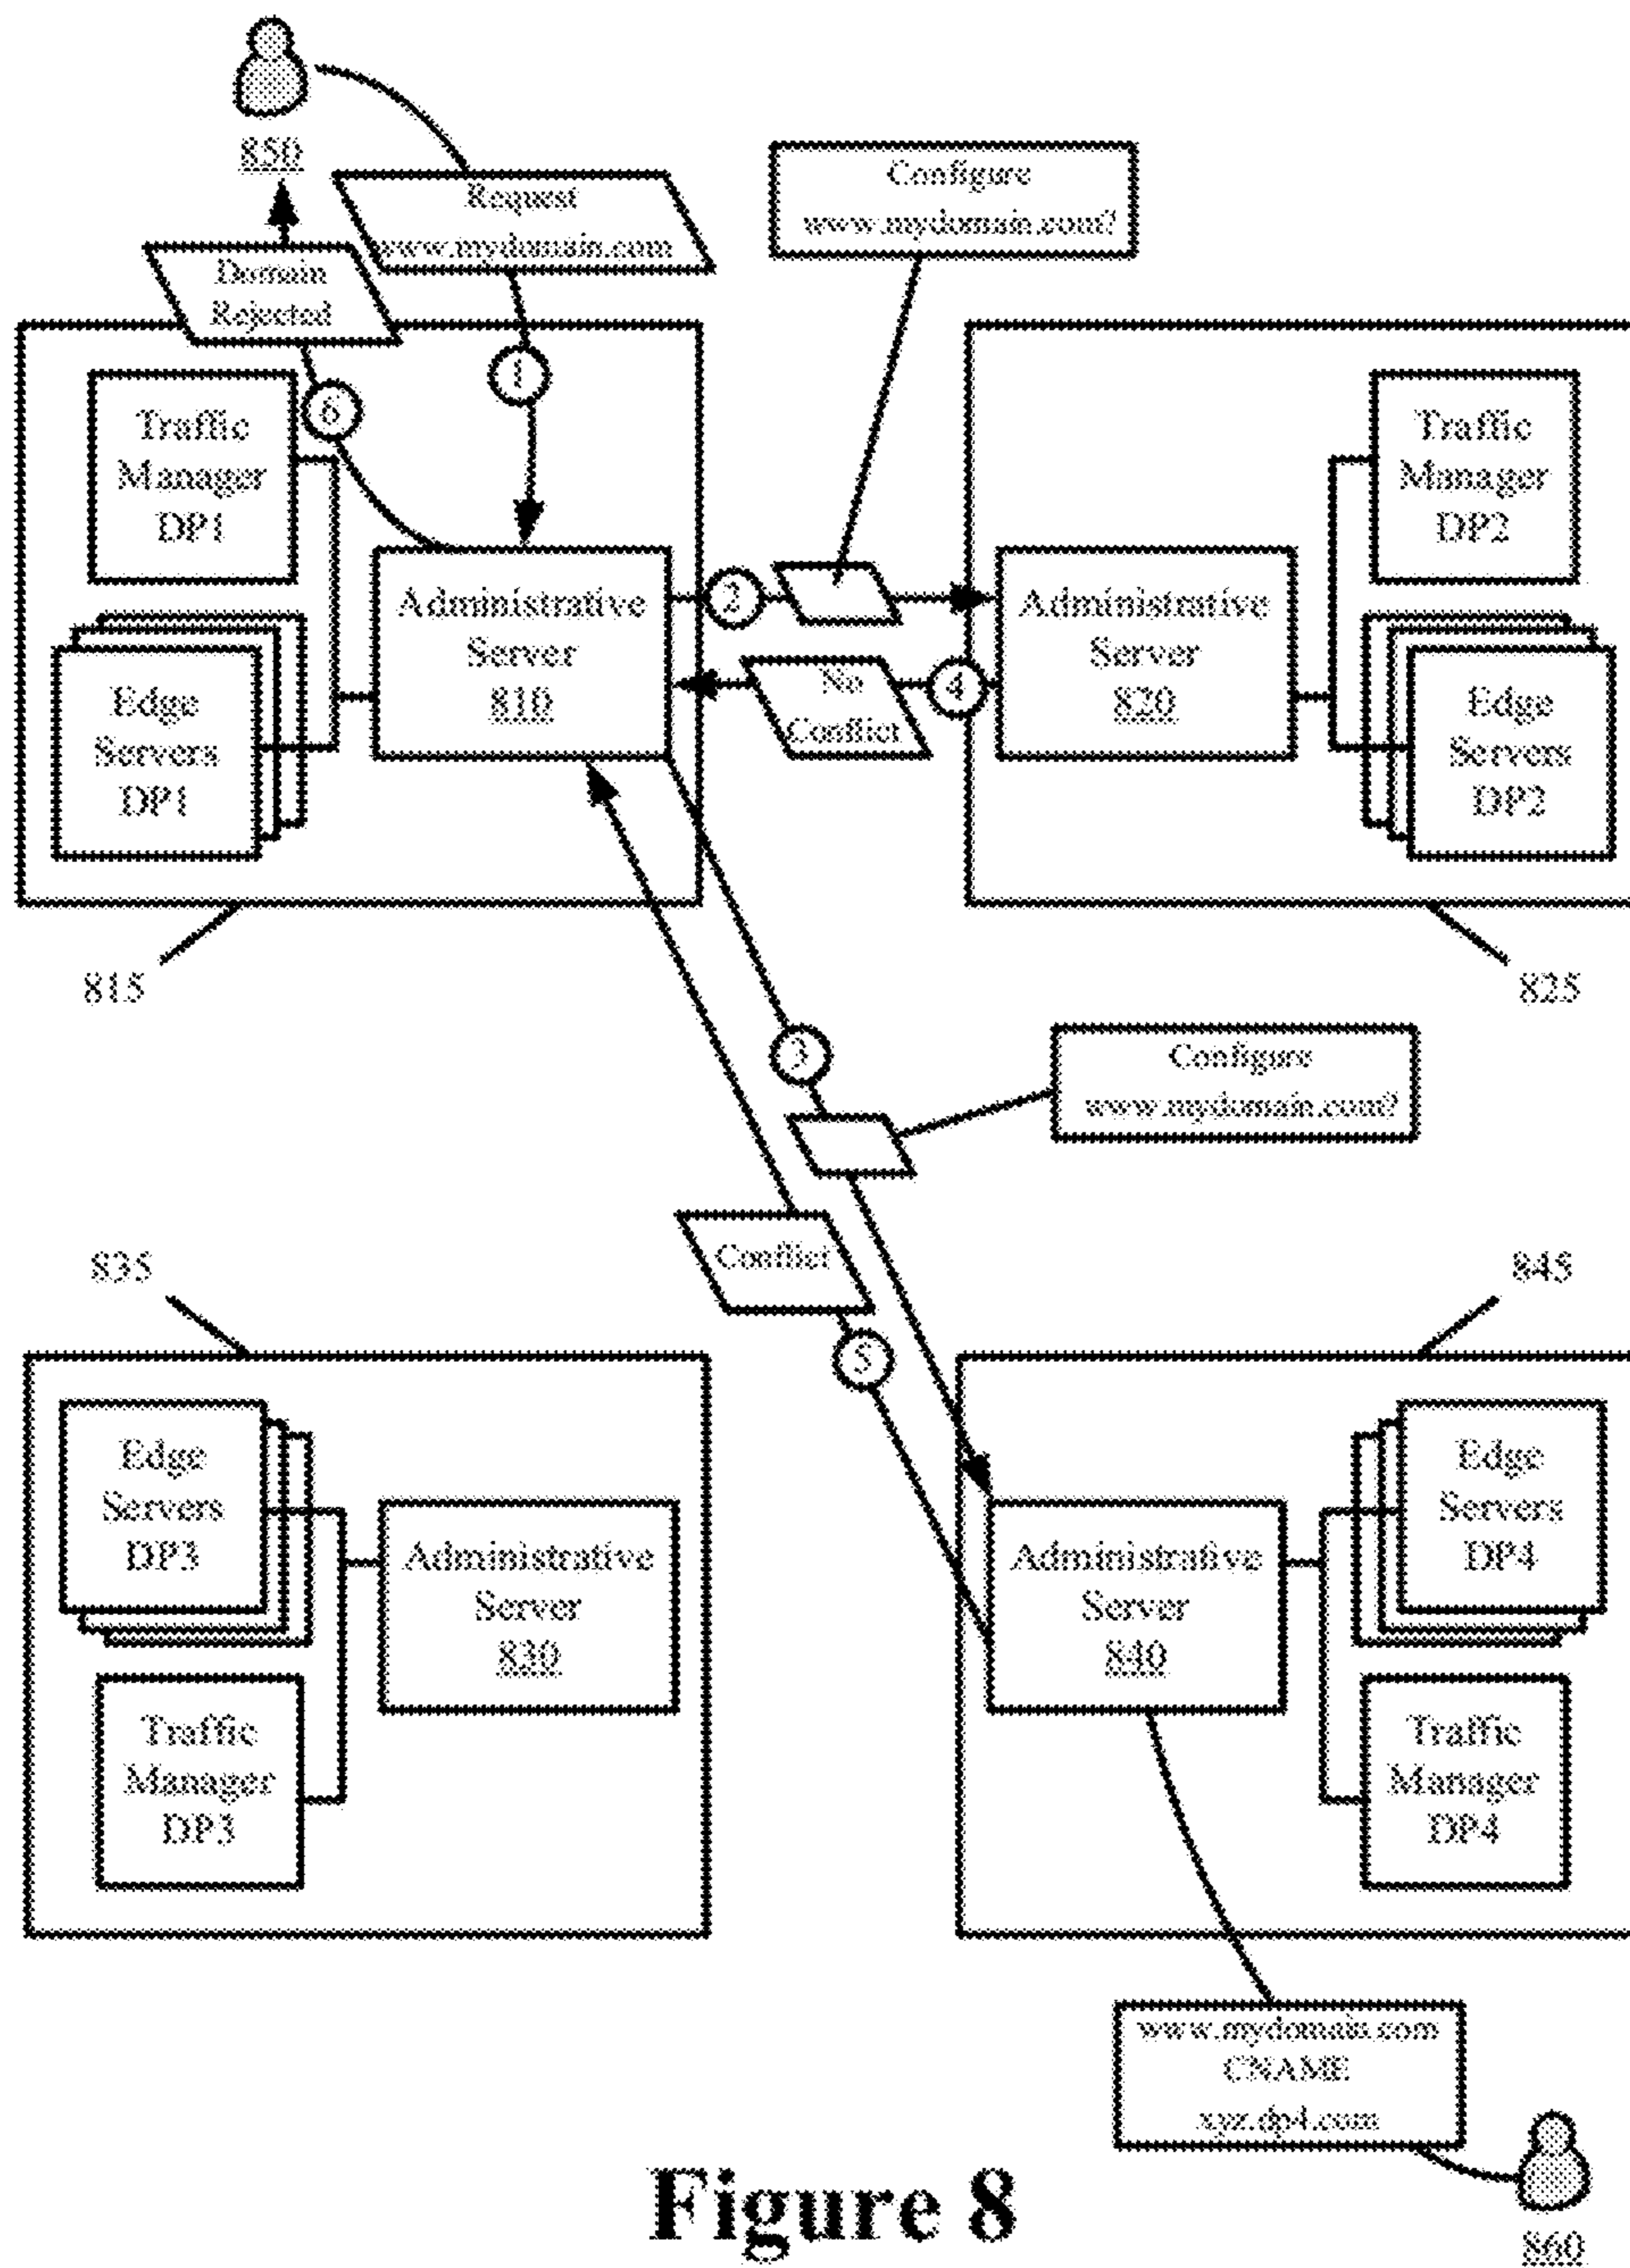 850
Request
www.mydomain.com
Domain
Rejected
Configure
www.mydomain.com?
1
6
Traffic
Manager
DP1
Edge
Servers
DP1
Administrative
Server
810
2
No
Conflict
4
Administrative
Server
820
Traffic
Manager
DP2
Edge
Servers
DP2
815
825
3
Configure
www.mydomain.com?
Conflict
5
835
845
Edge
Servers
DP3
Administrative
Server
830
Traffic
Manager
DP3
Administrative
Server
840
Edge
Servers
DP4
Traffic
Manager
DP4
www.mydomain.com
CNAME
xyz.dp4.com
860
Figure 8